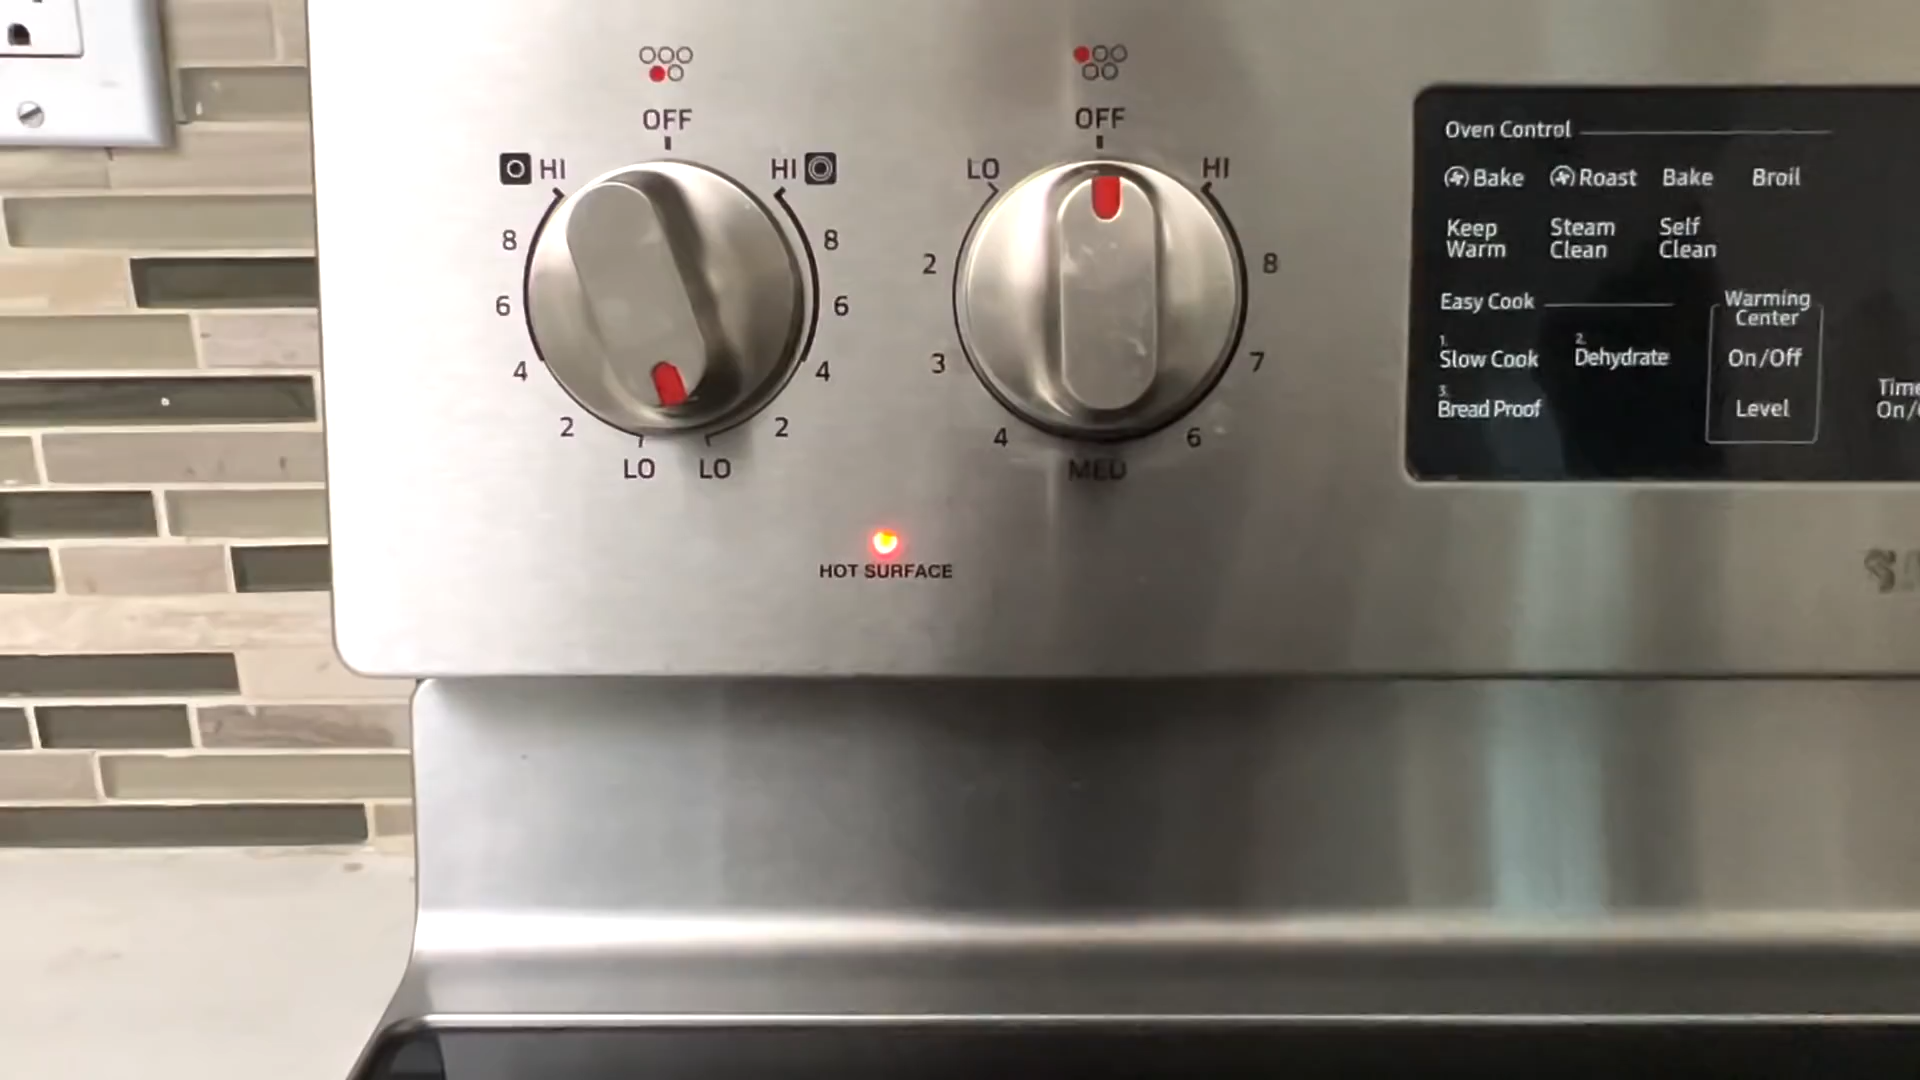 OFF
HI HI
8 8
6 6
4 4
2 2
LO LO
OFF
LO HI
2 8
3 7
4 6
MED
HOT SURFACE
Oven Control
Bake Roast Bake Broil
Keep Warm
Steam Clean
Self Clean
Easy Cook
1. Slow Cook
2. Dehydrate
3. Bread Proof
Warming
Center
On/Off
Level
Time